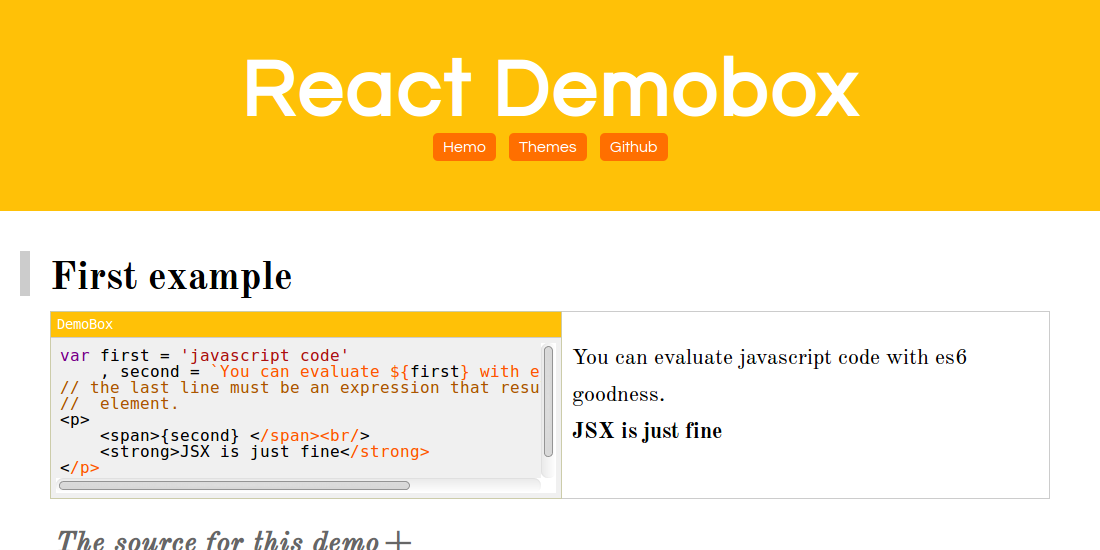 React Demobox
Hemo Themes Github
First example
DemoBox
var first = 'javascript code'
    , second = `You can evaluate ${first} with e
// the last line must be an expression that resu
//  element.
<p>
    <span>{second} </span><br/>
    <strong>JSX is just fine</strong>
</p>
You can evaluate javascript code with es6
goodness.
JSX is just fine
The source for this demo+